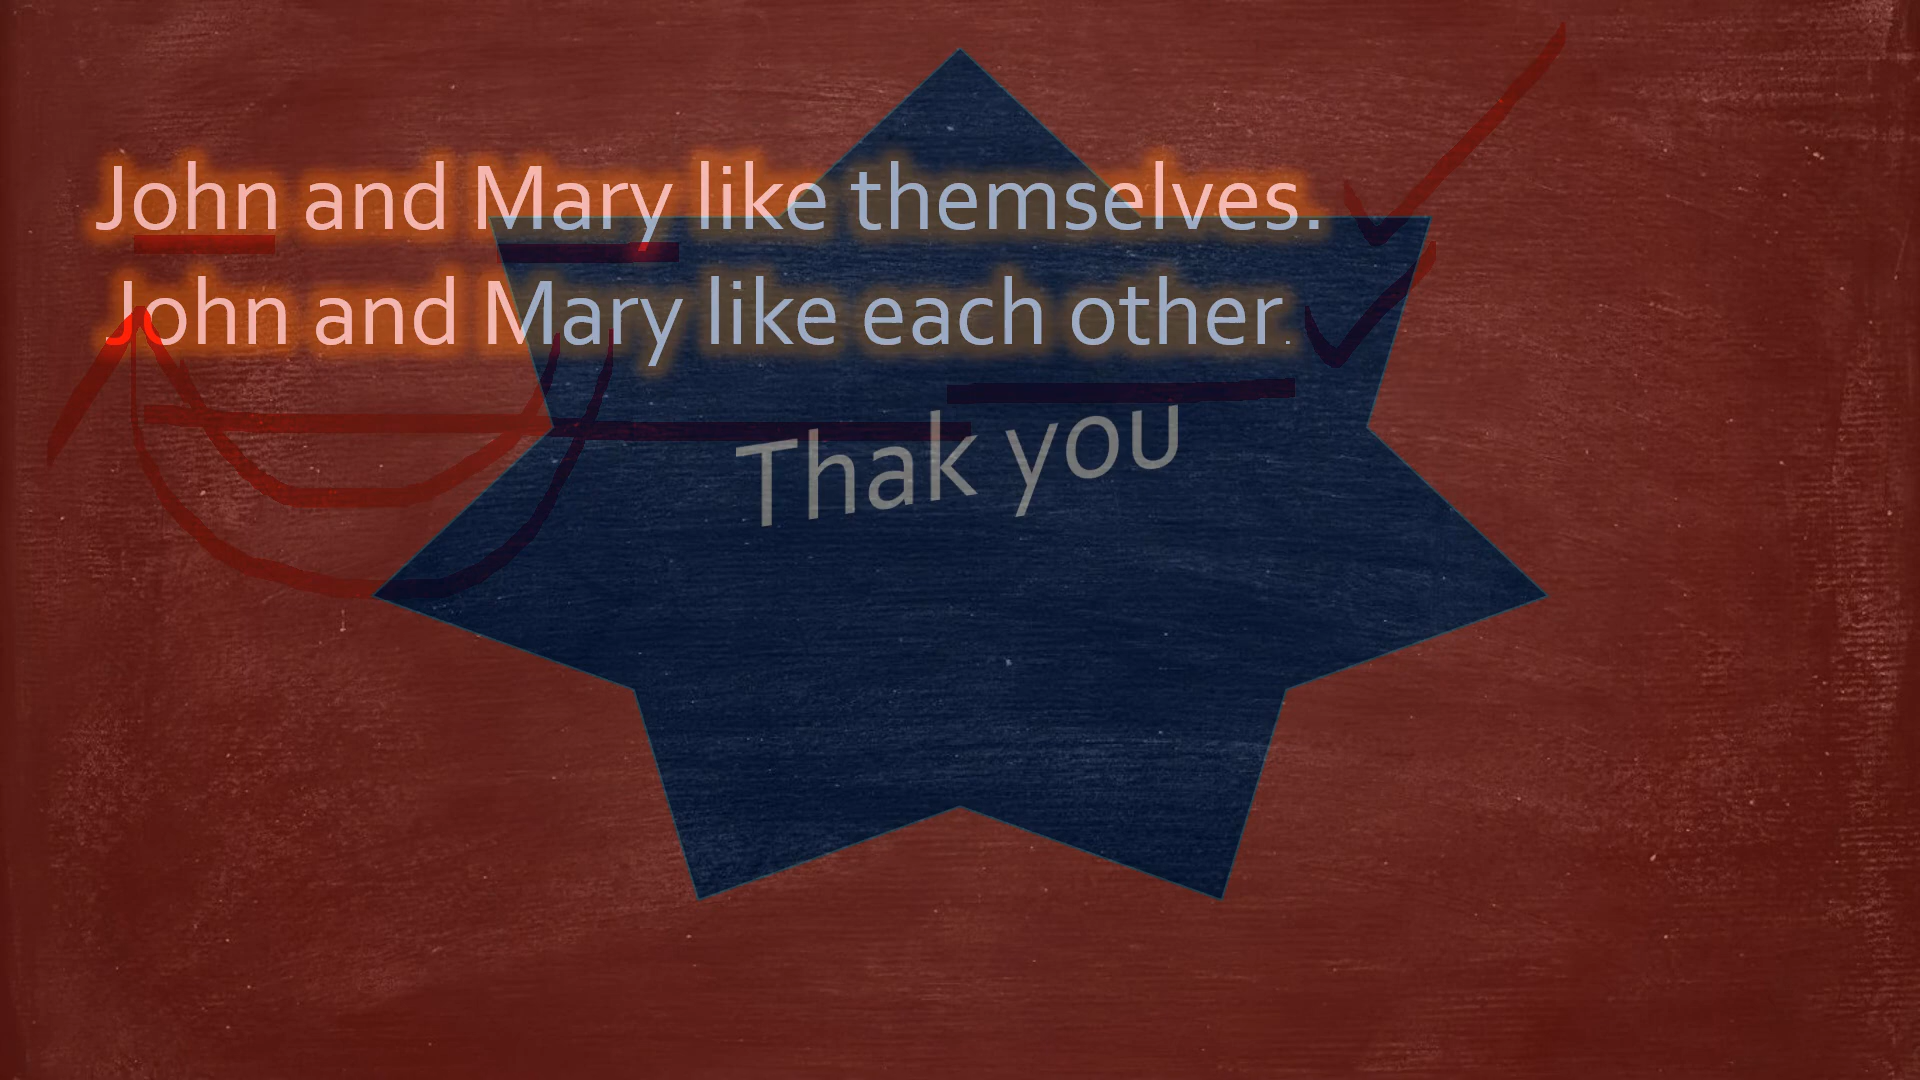 John and Mary like themselves.
John and Mary like each other.
Thak you